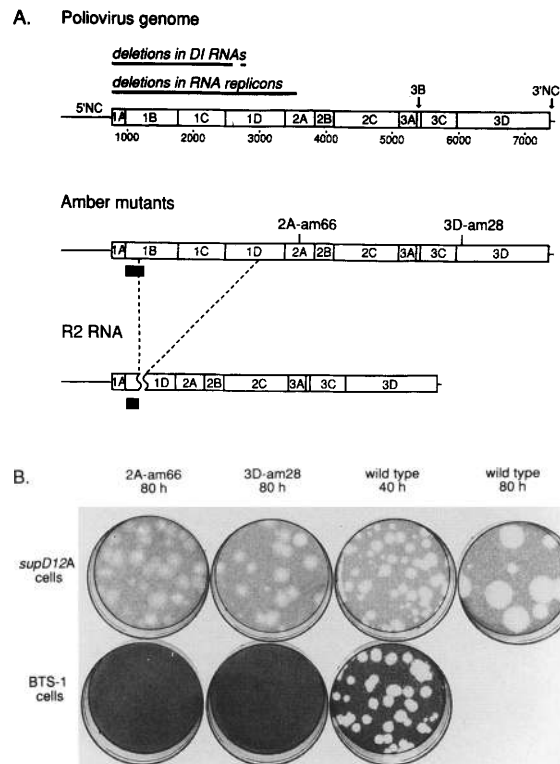 A. Poliovirus genome
deletions in DI RNAs
deletions in RNA replicons
3B 3'NC
5'NC 1A 1B 1C 1D 2A 2B 2C 3A 3C 3D
1000 2000 3000 4000 5000 6000 7000
Amber mutants
2A-am66 3D-am28
1A 1B 1C 1D 2A 2B 2C 3A 3C 3D
R2 RNA
1A 1D 2A 2B 2C 3A 3C 3D
B. 2A-am66 3D-am28 wild type wild type
80 h 80 h 40 h 80 h
supD12A
cells
BTS-1
cells